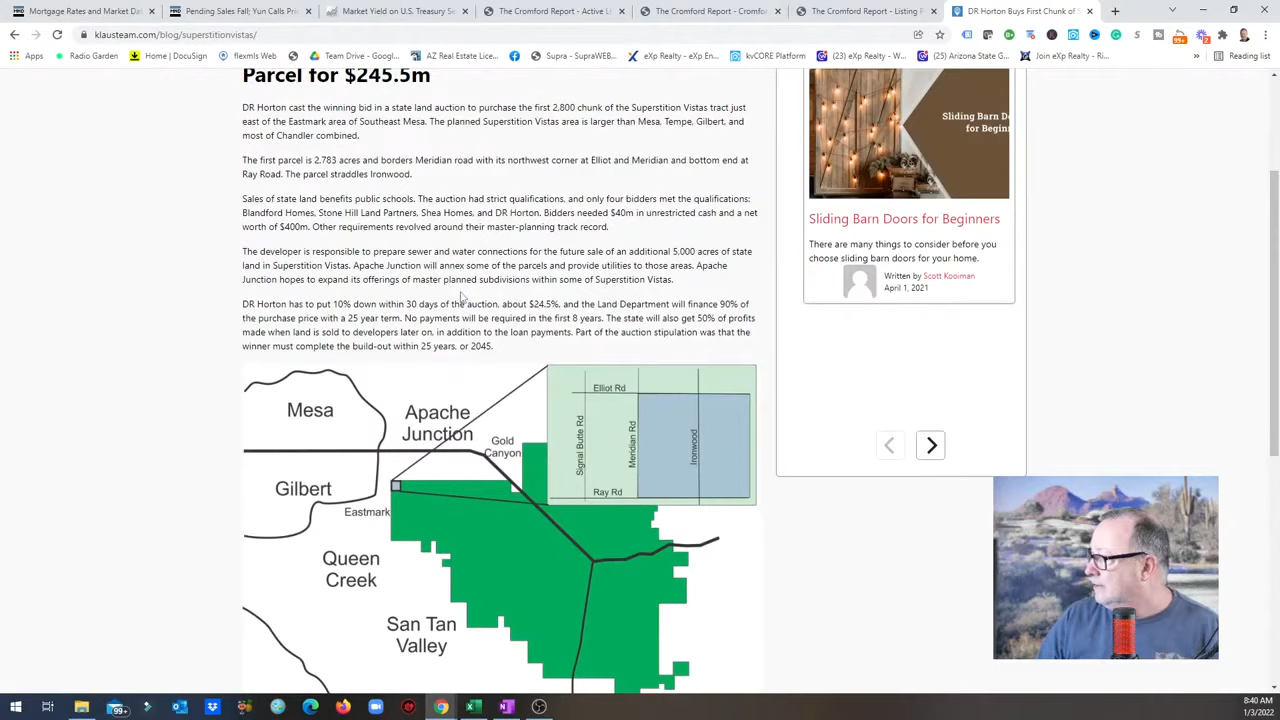 Mortgage Rates and Market Dat
Pending Sales Fall; Yun Calls Pre
Market Yield on U.S. Treasury Se
The Cromford Report - Active Li
The Cromford Report - Comfor
The Cromford Report - Listing P
DR Horton Buys First Chunk of S
klausteam.com/blog/superstitionvistas/
Apps
Radio Garden
Home | DocuSign
flexmls Web
Team Drive - Googl...
AZ Real Estate Lice...
Supra - SupraWEB...
eXp Realty - eXp En...
kvCORE Platform
(23) eXp Realty - W...
(25) Arizona State G...
Join eXp Realty - Ri...
»
Reading list
Parcel for $245.5m
DR Horton cast the winning bid in a state land auction to purchase the first 2,800 chunk of the Superstition Vistas tract just
east of the Eastmark area of Southeast Mesa. The planned Superstition Vistas area is larger than Mesa, Tempe, Gilbert, and
most of Chandler combined.
The first parcel is 2,783 acres and borders Meridian road with its northwest corner at Elliot and Meridian and bottom end at
Ray Road. The parcel straddles Ironwood.
Sales of state land benefits public schools. The auction had strict qualifications, and only four bidders met the qualifications:
Blandford Homes, Stone Hill Land Partners, Shea Homes, and DR Horton. Bidders needed $40m in unrestricted cash and a net
worth of $400m. Other requirements revolved around their master-planning track record.
The developer is responsible to prepare sewer and water connections for the future sale of an additional 5,000 acres of state
land in Superstition Vistas. Apache Junction will annex some of the parcels and provide utilities to those areas. Apache
Junction hopes to expand its offerings of master planned subdivisions within some of Superstition Vistas.
DR Horton has to put 10% down within 30 days of the auction, about $24.5%, and the Land Department will finance 90% of
the purchase price with a 25 year term. No payments will be required in the first 8 years. The state will also get 50% of profits
made when land is sold to developers later on, in addition to the loan payments. Part of the auction stipulation was that the
winner must complete the build-out within 25 years, or 2045.
Sliding Barn D
for Begin
Sliding Barn Doors for Beginners
There are many things to consider before you
choose sliding barn doors for your home.
Written by Scott Kooiman
April 1, 2021
Mesa
Apache
Junction
Gold
Canyon
Gilbert
Eastmark
Queen
Creek
San Tan
Valley
Elliot Rd
Signal Butte Rd
Meridian Rd
Ironwood
Ray Rd
99+
8:40 AM
1/3/2022